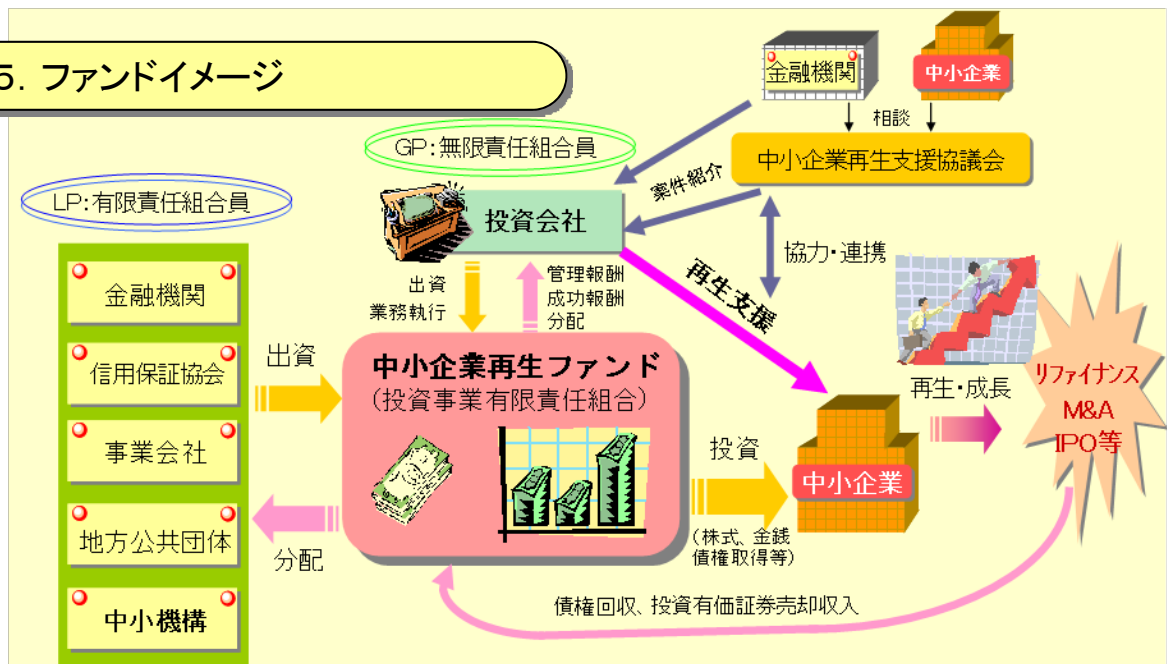 5．ファンドイメージ
金融機関
中小企業
相談
中小企業再生支援協議会
GP：無限責任組合員
案件紹介
LP：有限責任組合員
投資会社
協力・連携
金融機関
信用保証協会
事業会社
地方公共団体
中小機構
出資
業務執行
管理報酬
成功報酬
分配
再生支援
出資
分配
中小企業再生ファンド
（投資事業有限責任組合）
投資
（株式、金銭
債権取得等）
中小企業
再生・成長
リファイナンス
M&A
IPO等
債権回収、投資有価証券売却収入